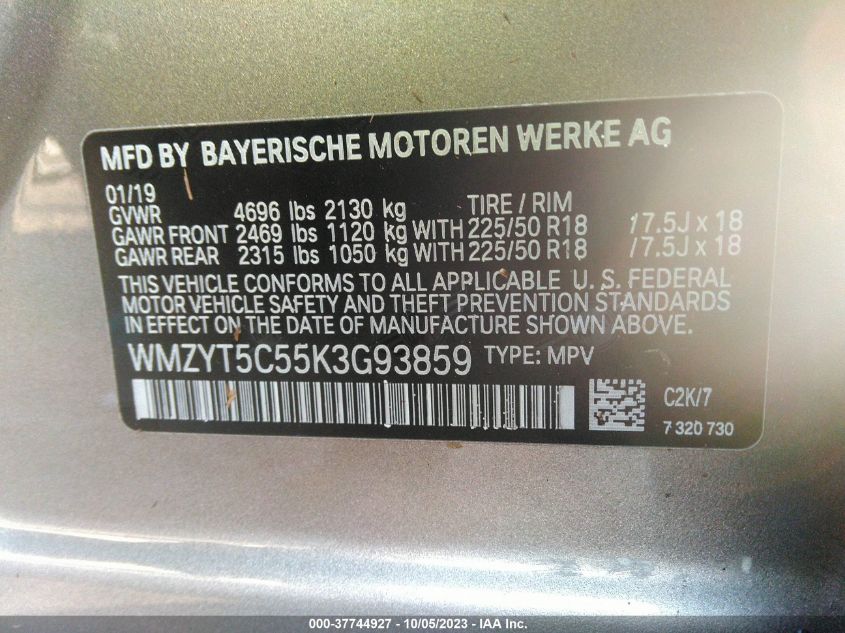 MFD BY BAYERISCHE MOTOREN WERKE AG
01/19 TIRE / RIM
GVWR 4696 lbs 2130 kg
GAWR FRONT 2469 lbs 1120 kg WITH 225/50 R18 /7.5J x 18
GAWR REAR 2315 lbs 1050 kg WITH 225/50 R18 /7.5J x 18
THIS VEHICLE CONFORMS TO ALL APPLICABLE U. S. FEDERAL
MOTOR VEHICLE SAFETY AND THEFT PREVENTION STANDARDS
IN EFFECT ON THE DATE OF MANUFACTURE SHOWN ABOVE.
WMZYT5C55K3G93859 TYPE: MPV
C2K/7
7 320 730
000-37744927 - 10/05/2023 - IAA Inc.